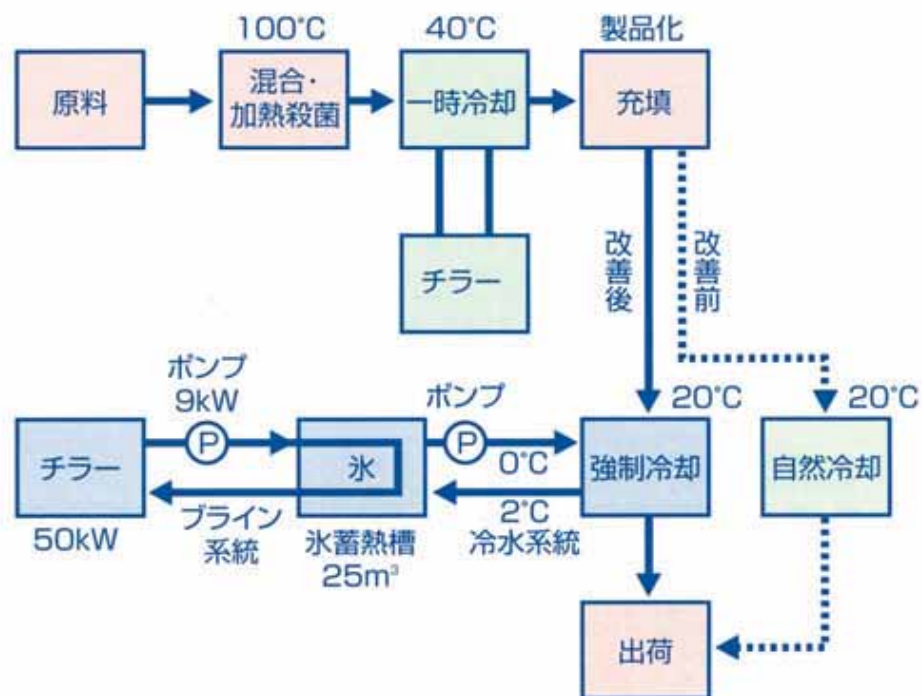 100°C
40°C
製品化
原料
混合・
加熱殺菌
一時冷却
充填
チラー
改善後
改善前
ポンプ
9kW
ポンプ
20°C
20°C
チラー
P
氷
P
0°C
強制冷却
自然冷却
2°C
50kW
ブライン
系統
氷蓄熱槽
25m³
冷水系統
出荷